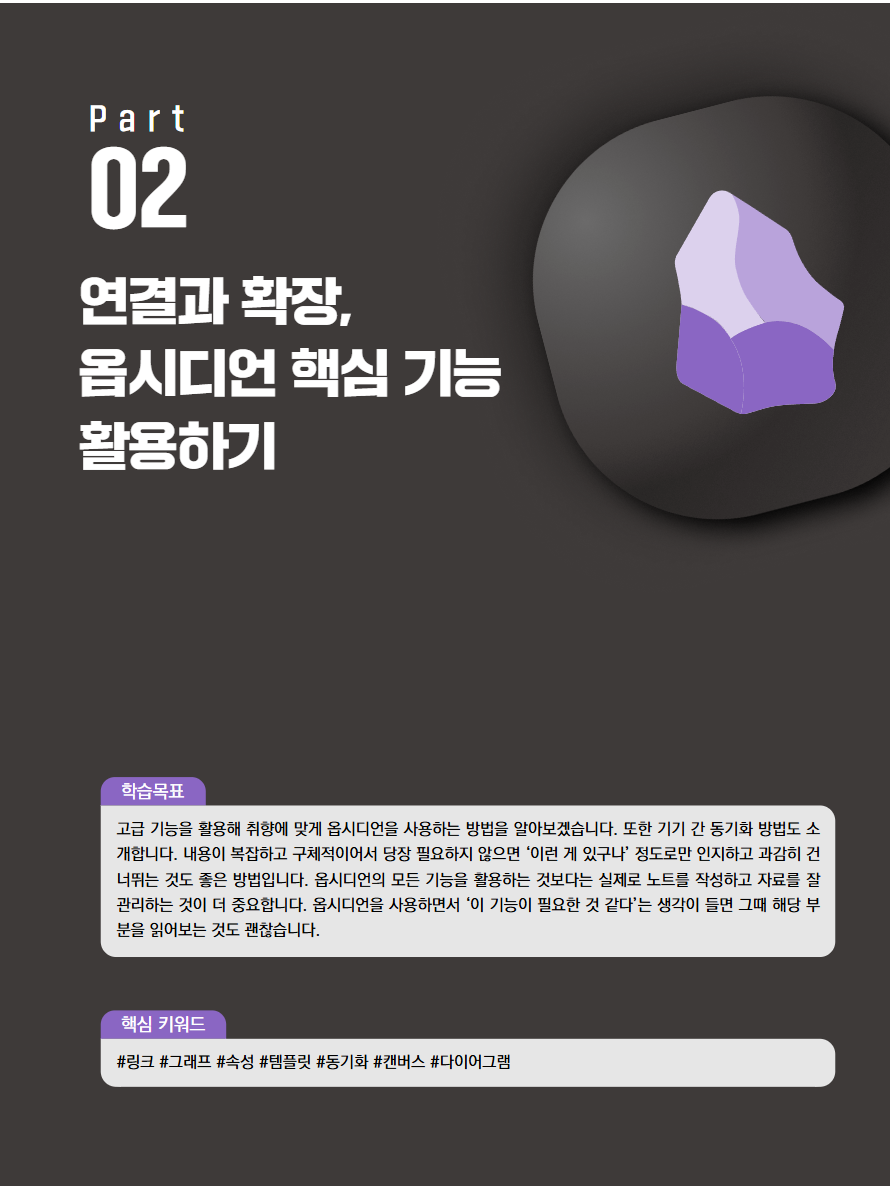 Part
02
연결과 확장,
옵시디언 핵심 기능
활용하기
학습목표
고급 기능을 활용해 취향에 맞게 옵시디언을 사용하는 방법을 알아보겠습니다. 또한 기기 간 동기화 방법도 소
개합니다. 내용이 복잡하고 구체적이어서 당장 필요하지 않으면 ‘이런 게 있구나’ 정도로만 인지하고 과감히 건
너뛰는 것도 좋은 방법입니다. 옵시디언의 모든 기능을 활용하는 것보다는 실제로 노트를 작성하고 자료를 잘
관리하는 것이 더 중요합니다. 옵시디언을 사용하면서 ‘이 기능이 필요한 것 같다’는 생각이 들면 그때 해당 부
분을 읽어보는 것도 괜찮습니다.
핵심 키워드
#링크 #그래프 #속성 #템플릿 #동기화 #캔버스 #다이어그램